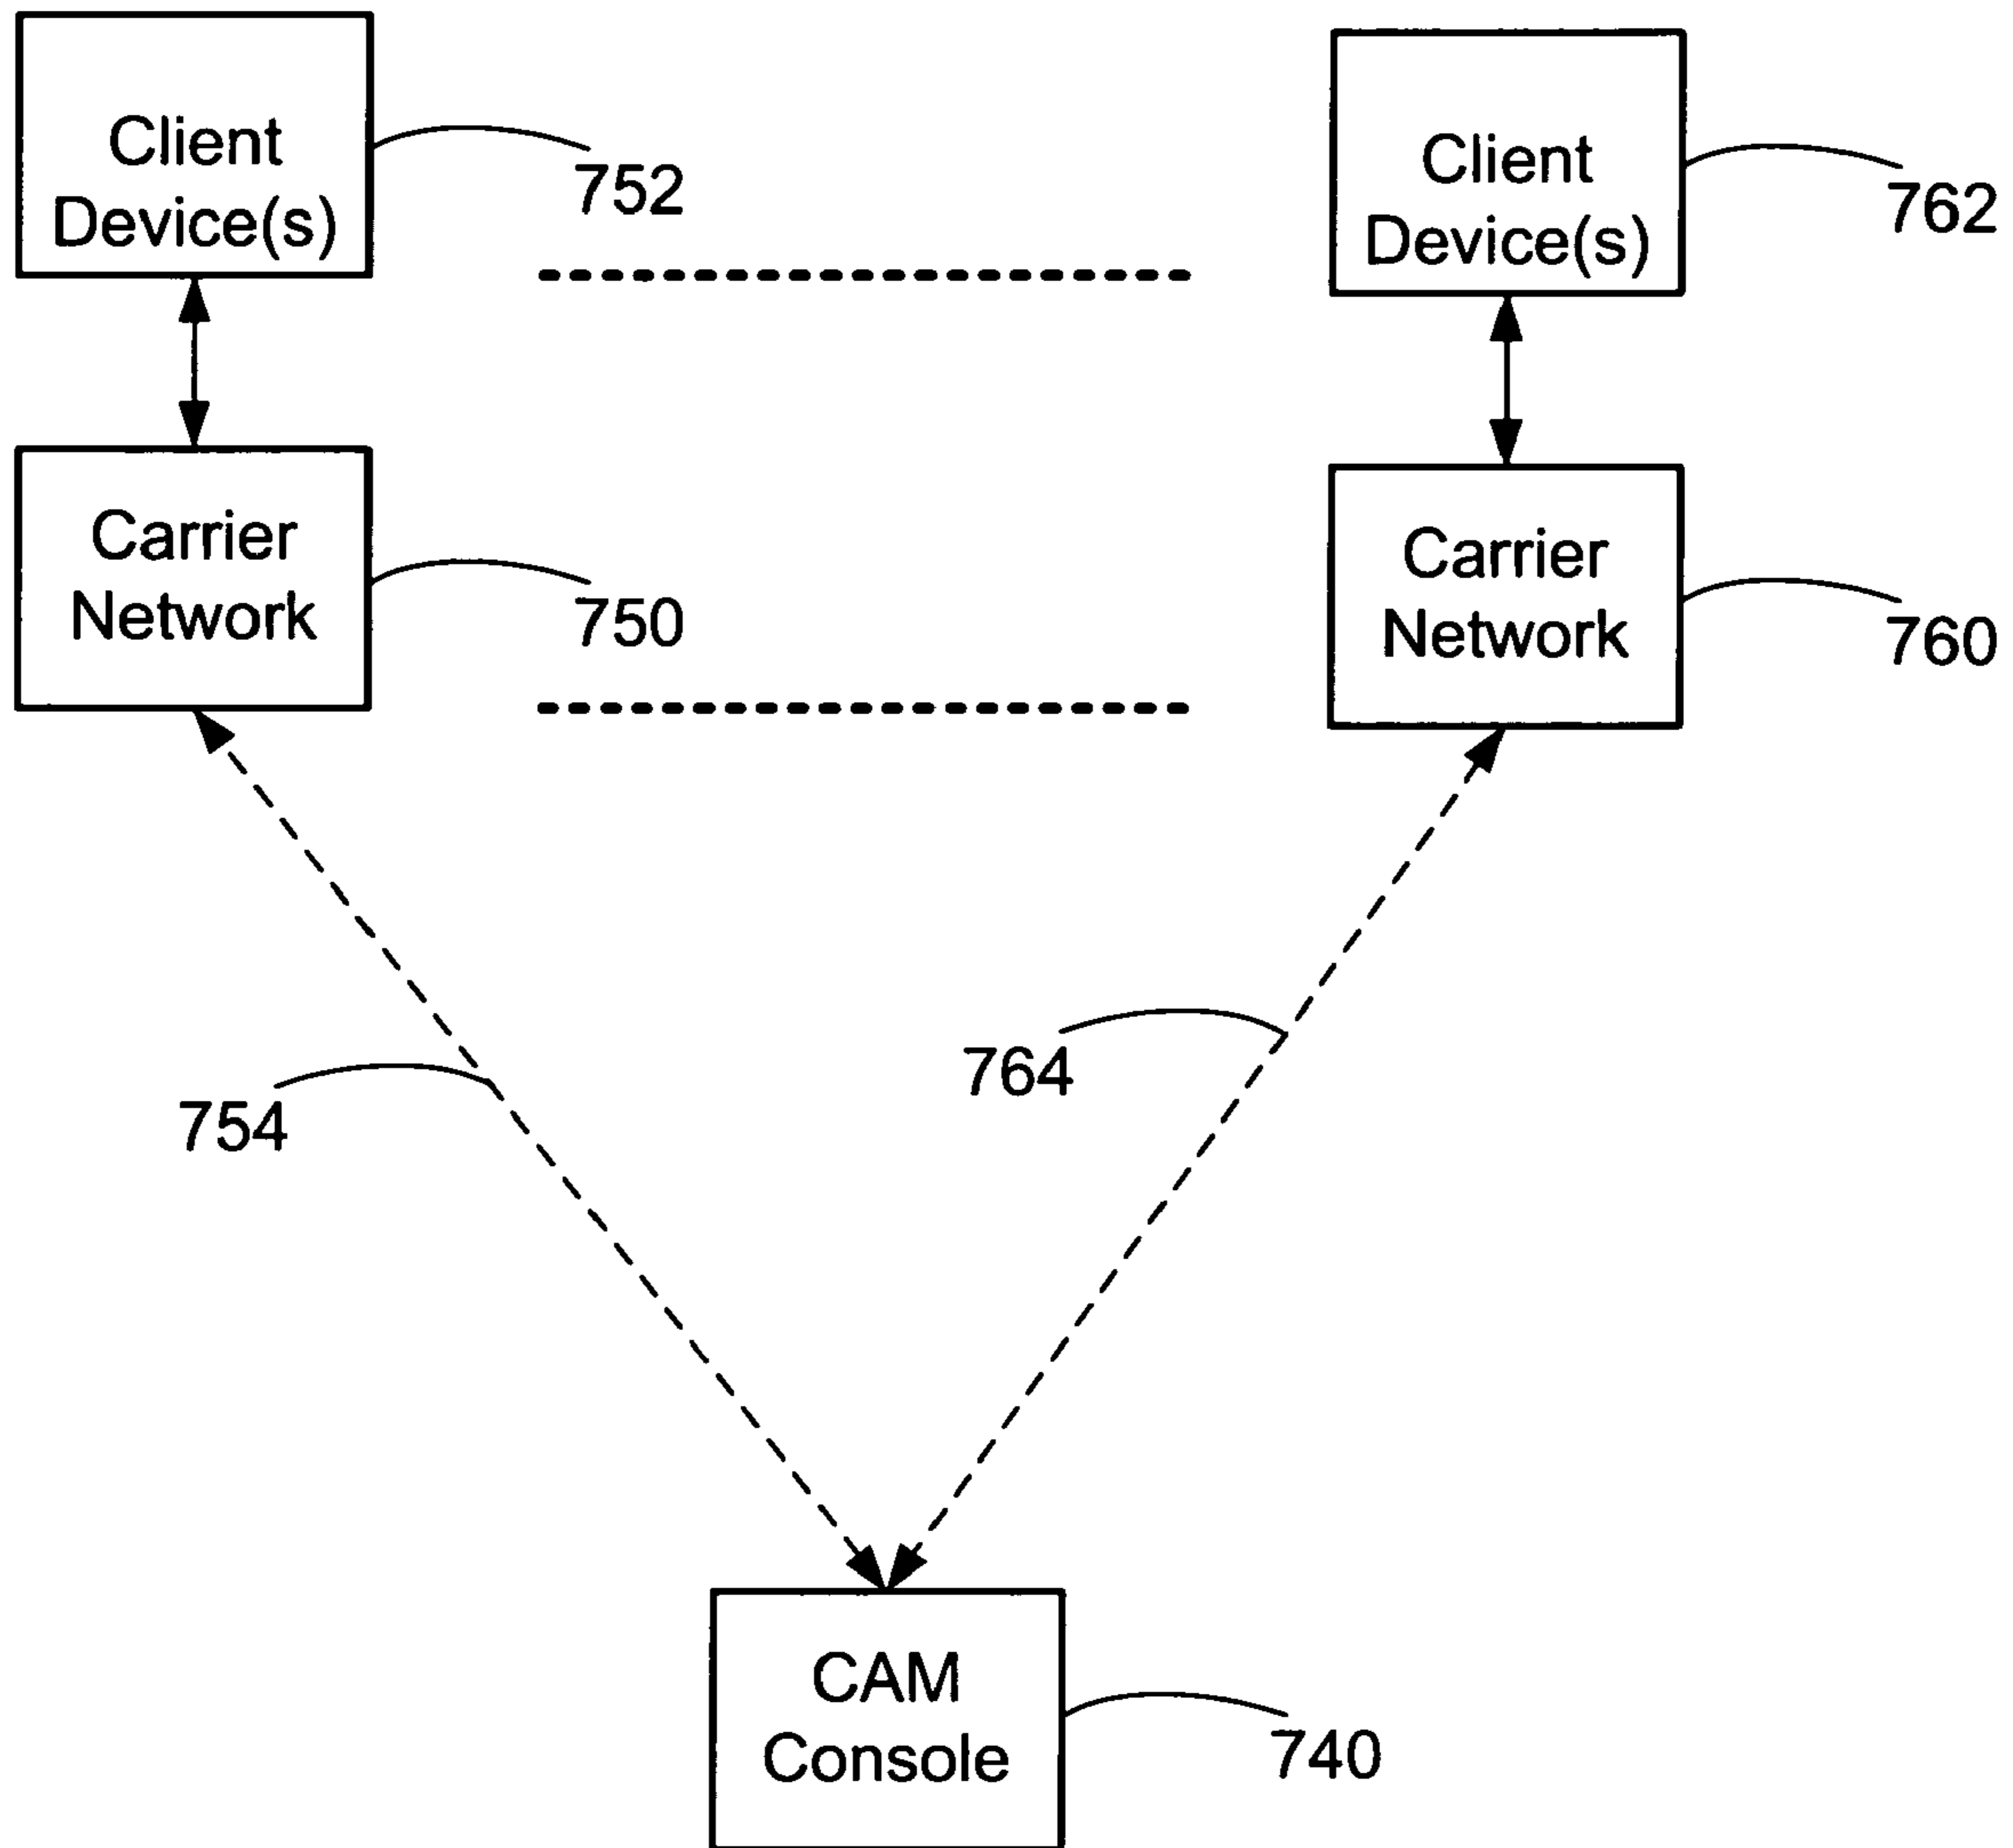 Client
Device(s)
752
Client
Device(s)
762
Carrier
Network
750
Carrier
Network
760
754
764
CAM
Console
740